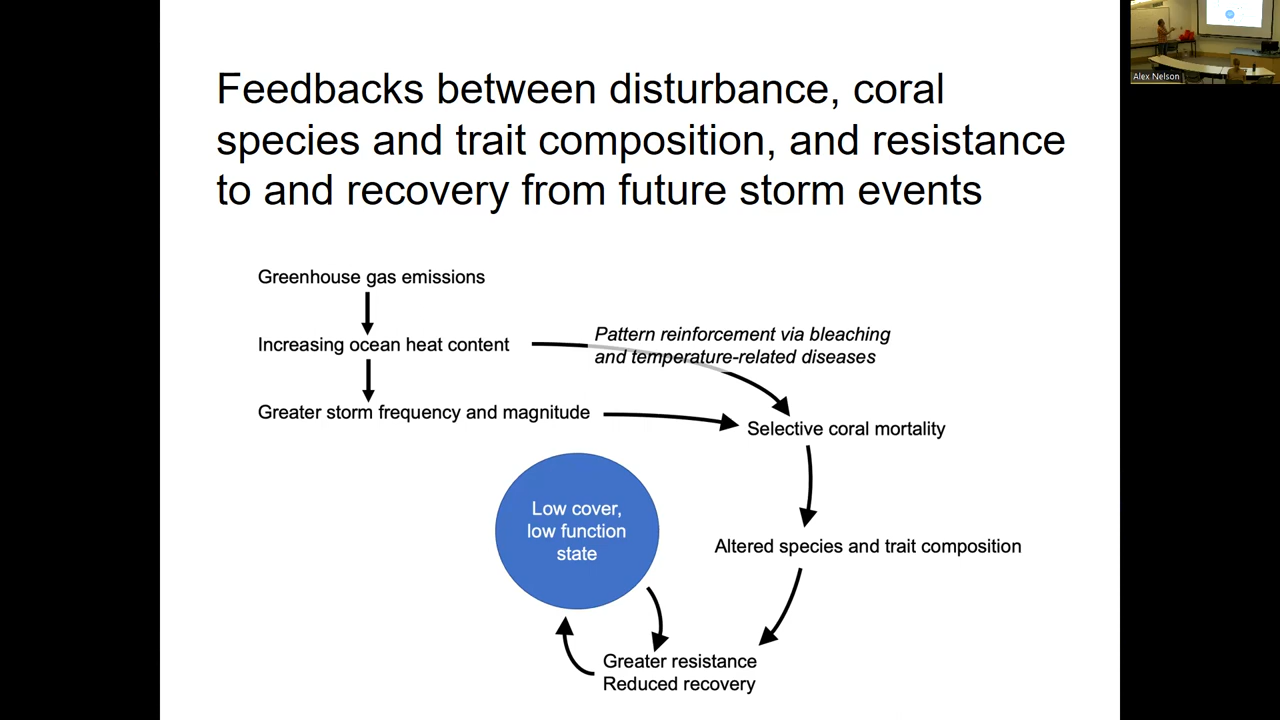 Feedbacks between disturbance, coral
species and trait composition, and resistance
to and recovery from future storm events
Greenhouse gas emissions
Increasing ocean heat content
Pattern reinforcement via bleaching
and temperature-related diseases
Greater storm frequency and magnitude
Selective coral mortality
Low cover,
low function
state
Altered species and trait composition
Greater resistance
Reduced recovery
Alex Nelson